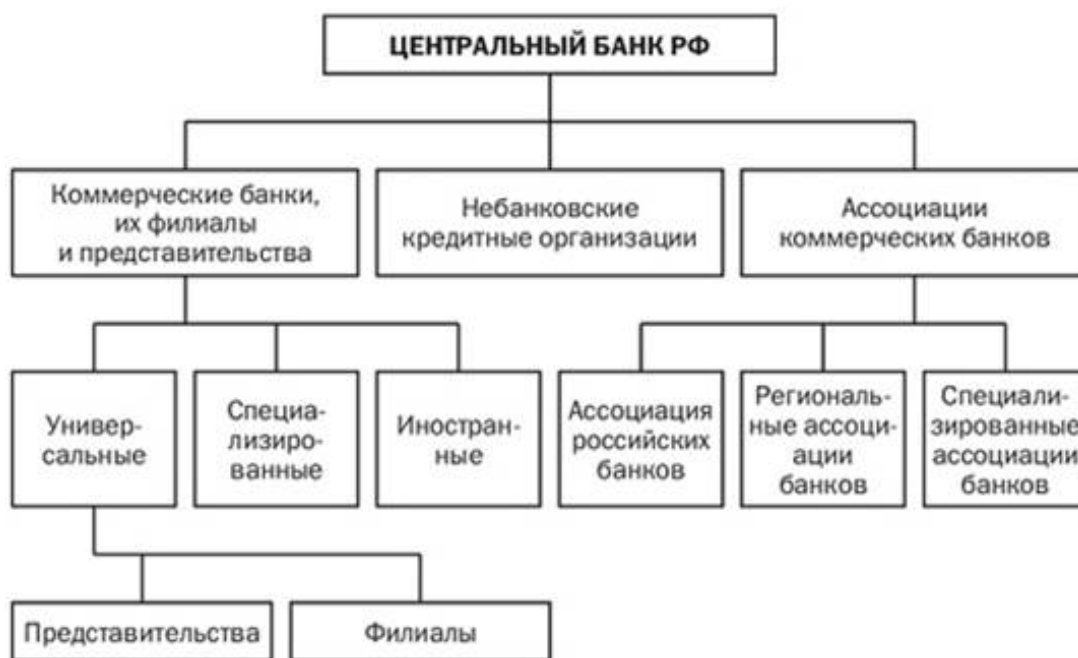 ЦЕНТРАЛЬНЫЙ БАНК РФ
Коммерческие банки,
их филиалы
и представительства
Небанковские
кредитные организации
Ассоциации
коммерческих банков
Универ-
сальные
Специа-
лизиро-
ванные
Иностран-
ные
Ассоциация
российских
банков
Региональ-
ные ассоци-
ации
банков
Специали-
зированные
ассоциации
банков
Представительства
Филиалы